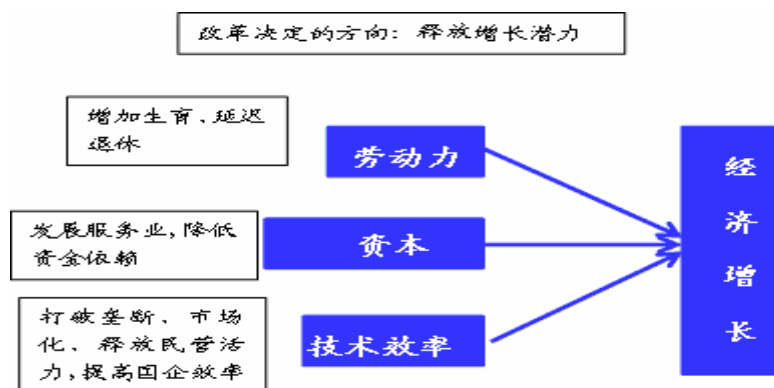 改革决定的方向：释放增长潜力
增加生育、延迟
退休
劳动力
发展服务业,降低
资金依赖
资本
打破垄断、市场
化、释放民营活
力,提高国企效率
技术效率
经
济
增
长